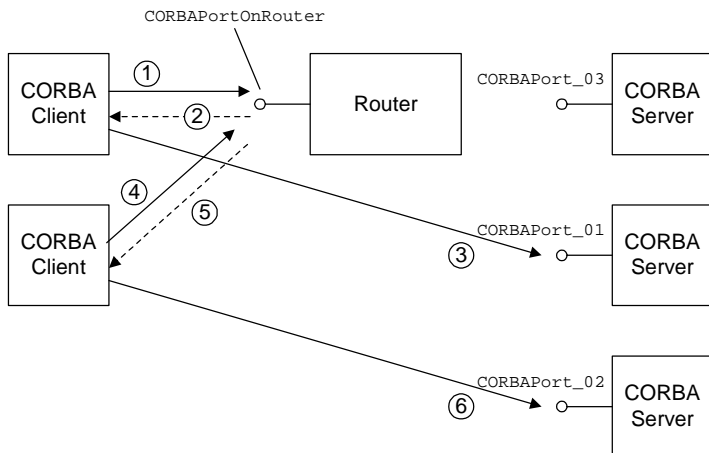 CORBAPortOnRouter
CORBA
Client
1
2
Router
CORBAPort_03
CORBA
Server
CORBA
Client
4
5
3
CORBAPort_01
CORBA
Server
6
CORBAPort_02
CORBA
Server